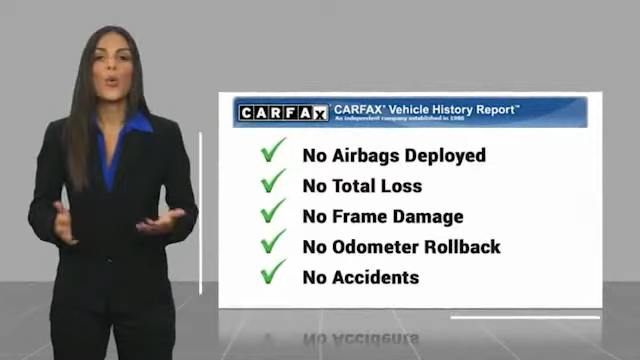 CARFAX® CARFAX® Vehicle History Report™
An independent company established in 1986
No Airbags Deployed
No Total Loss
No Frame Damage
No Odometer Rollback
No Accidents